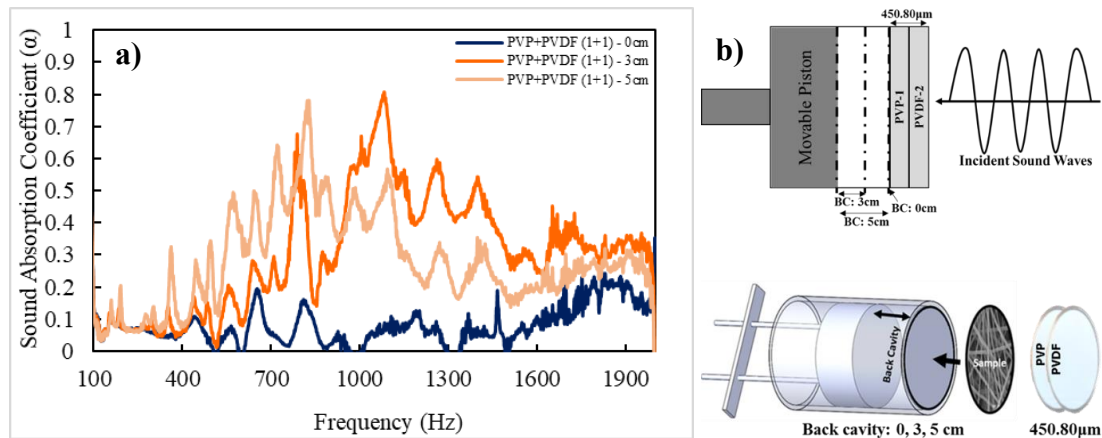 a)
PVP+PVDF (1+1) - 0cm
PVP+PVDF (1+1) - 3cm
PVP+PVDF (1+1) - 5cm
Sound Absorption Coefficient (α)
1
0.9
0.8
0.7
0.6
0.5
0.4
0.3
0.2
0.1
0
100 400 700 1000 1300 1600 1900
Frequency (Hz)
b)
450.80μm
Movable Piston
PVP-1
PVDF-2
Incident Sound Waves
BC: 3cm
BC: 0cm
BC: 5cm
Back Cavity
Sample
PVP
PVDF
Back cavity: 0, 3, 5 cm
450.80μm